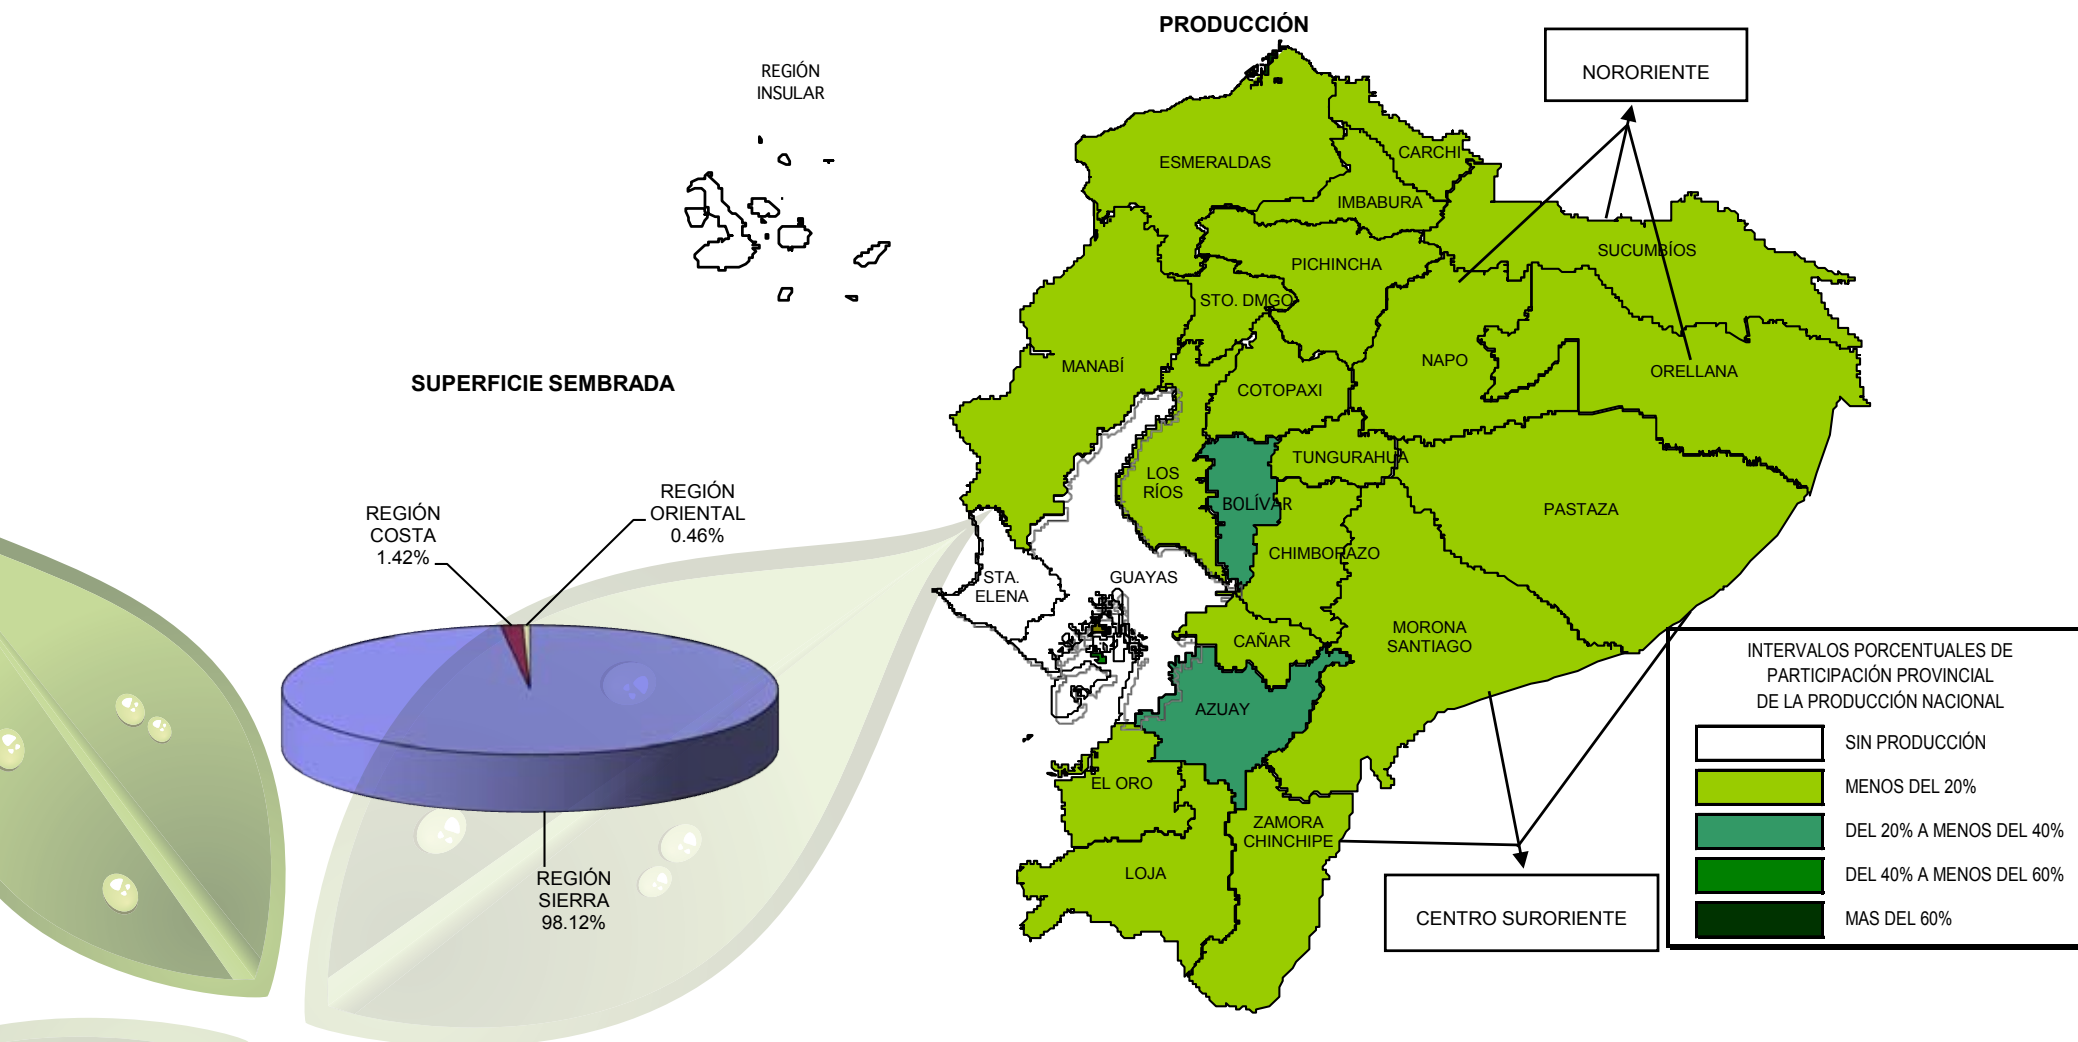 PRODUCCIÓN
REGIÓN
INSULAR
NORORIENTE
ESMERALDAS
CARCHI
IMBABURA
SUCUMBÍOS
PICHINCHA
STO. DMGO
MANABÍ
NAPO
ORELLANA
COTOPAXI
TUNGURAHUA
LOS
RÍOS
BOLÍVAR
PASTAZA
CHIMBORAZO
STA.
ELENA
GUAYAS
CAÑAR
MORONA
SANTIAGO
AZUAY
EL ORO
ZAMORA
CHINCHIPE
LOJA
CENTRO SURORIENTE
SUPERFICIE SEMBRADA
REGIÓN
COSTA
1.42%
REGIÓN
ORIENTAL
0.46%
REGIÓN
SIERRA
98.12%
INTERVALOS PORCENTUALES DE
PARTICIPACIÓN PROVINCIAL
DE LA PRODUCCIÓN NACIONAL
SIN PRODUCCIÓN
MENOS DEL 20%
DEL 20% A MENOS DEL 40%
DEL 40% A MENOS DEL 60%
MAS DEL 60%